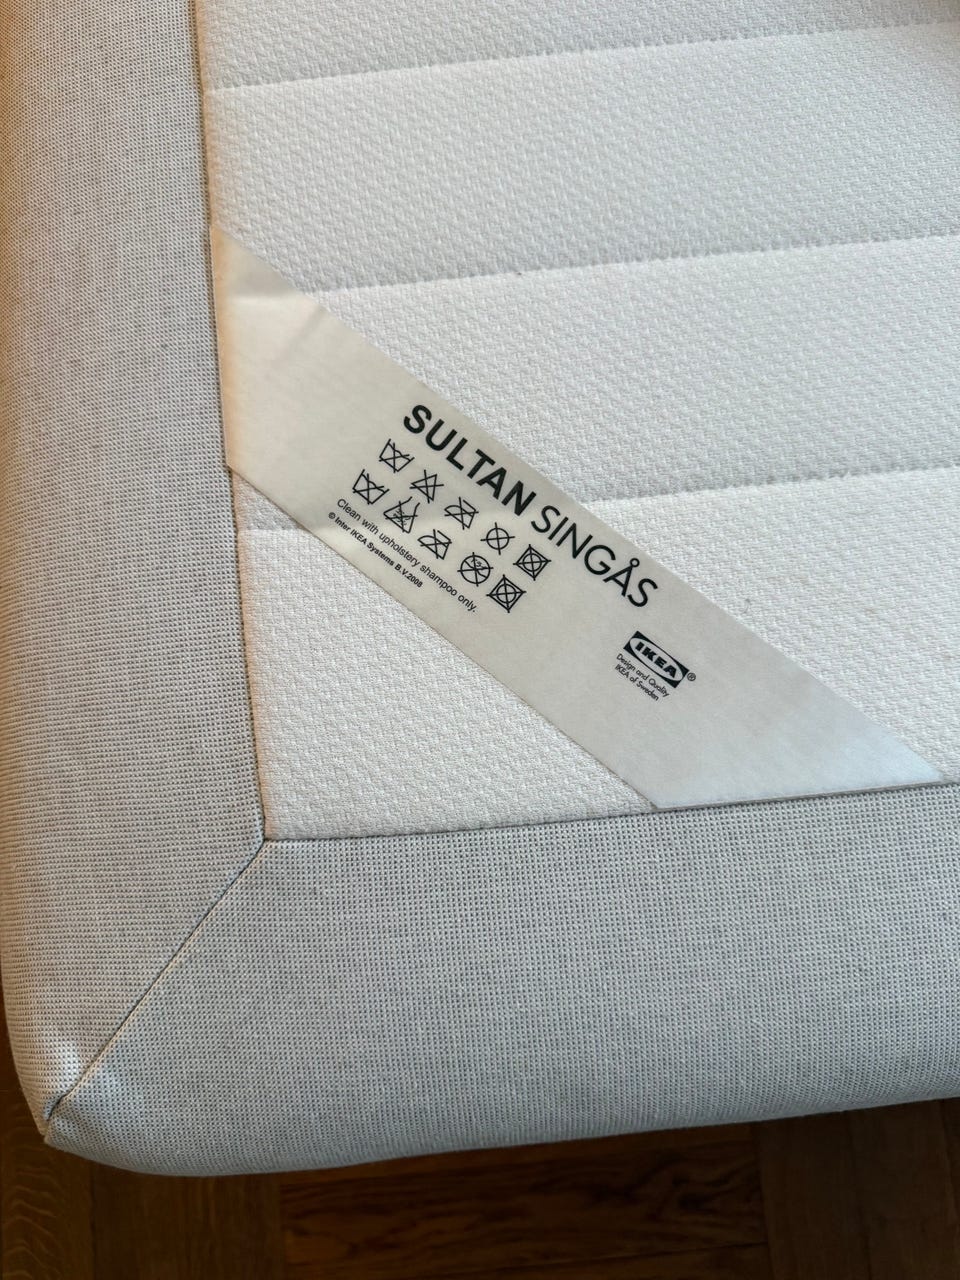 SULTAN SINGÅS
Clean with upholstery shampoo only.
© Inter IKEA Systems B.V.2008
IKEA®
Design and Quality
IKEA of Sweden